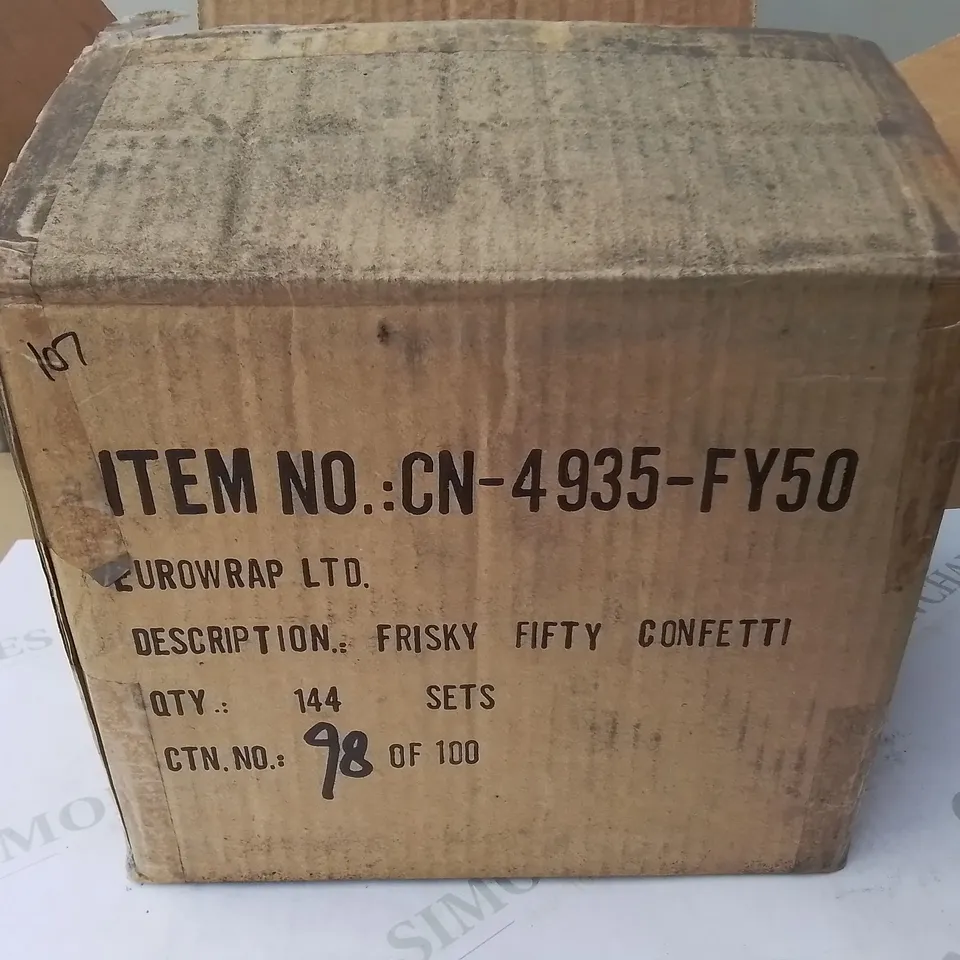 107
ITEM NO.:CN-4935-FY50
EUROWRAP LTD.
DESCRIPTION.: FRISKY FIFTY CONFETTI
QTY.: 144 SETS
CTN.NO.: 98 OF 100